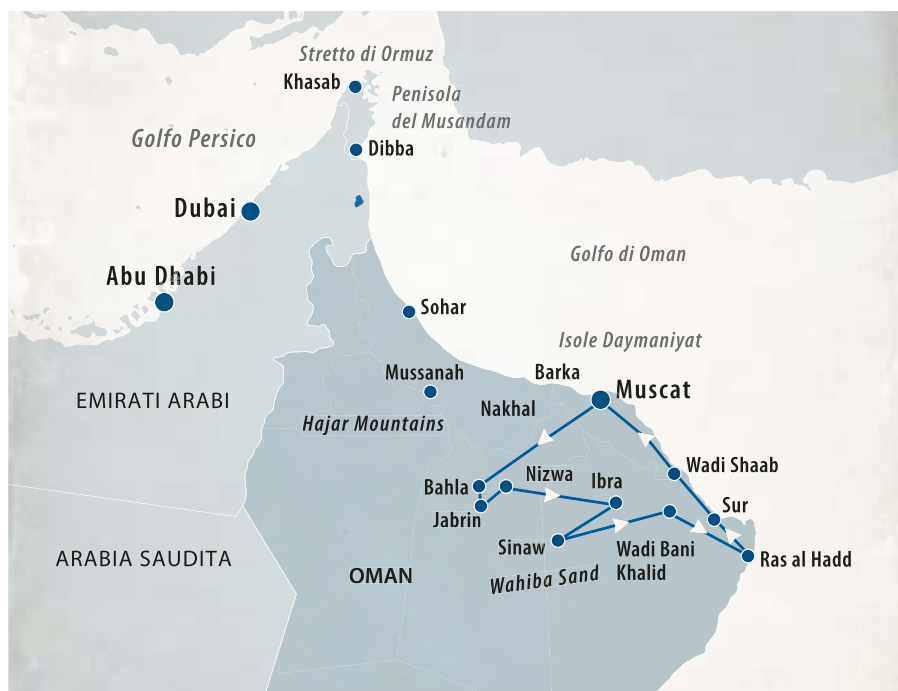 Stretto di Ormuz
Khasab
Penisola
del Musandam
Golfo Persico
Dibba
Dubai
Golfo di Oman
Abu Dhabi
Sohar
Isole Daymaniyat
Mussanah
Barka
Muscat
EMIRATI ARABI
Nakhal
Hajar Mountains
Wadi Shaab
Nizwa
Ibra
Bahla
Jabrin
Sur
Sinaw
Wadi Bani
Khalid
ARABIA SAUDITA
Ras al Hadd
OMAN
Wahiba Sand